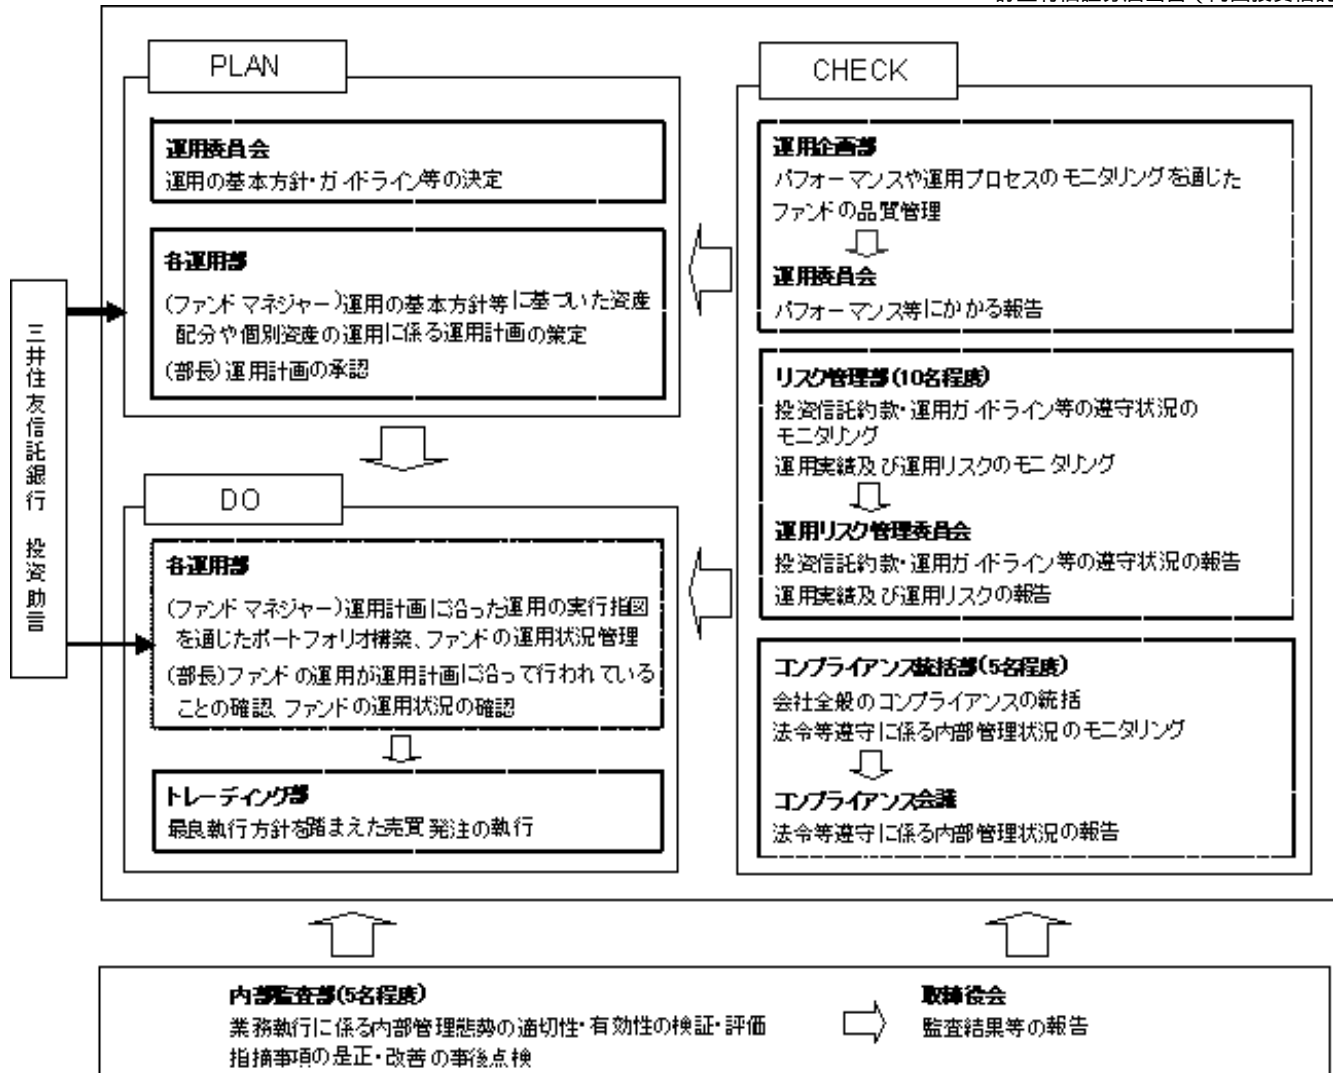 PLAN
運用委員会
運用の基本方針・ガイドライン等の決定
各運用部
(ファンドマネジャー)運用の基本方針等に基づいた資産
配分や個別資産の運用に係る運用計画の策定
(部長)運用計画の承認
三井住友信託銀行 投資助言
DO
各運用部
(ファンドマネジャー)運用計画に沿った運用の実行指図
を通じたポートフォリオ構築、ファンドの運用状況管理
(部長)ファンドの運用が運用計画に沿って行われている
ことの確認、ファンドの運用状況の確認
トレーディング部
最良執行方針を踏まえた売買発注の執行
CHECK
運用企画部
パフォーマンスや運用プロセスのモニタリングを通じた
ファンドの品質管理
運用委員会
パフォーマンス等にかかる報告
リスク管理部(10名程度)
投資信託約款・運用ガイドライン等の遵守状況の
モニタリング
運用実績及び運用リスクのモニタリング
運用リスク管理委員会
投資信託約款・運用ガイドライン等の遵守状況の報告
運用実績及び運用リスクの報告
コンプライアンス統括部(5名程度)
会社全般のコンプライアンスの統括
法令等遵守に係る内部管理状況のモニタリング
コンプライアンス会議
法令等遵守に係る内部管理状況の報告
内部監査部(5名程度)
業務執行に係る内部管理態勢の適切性・有効性の検証・評価
指摘事項の是正・改善の事後点検
取締役会
監査結果等の報告